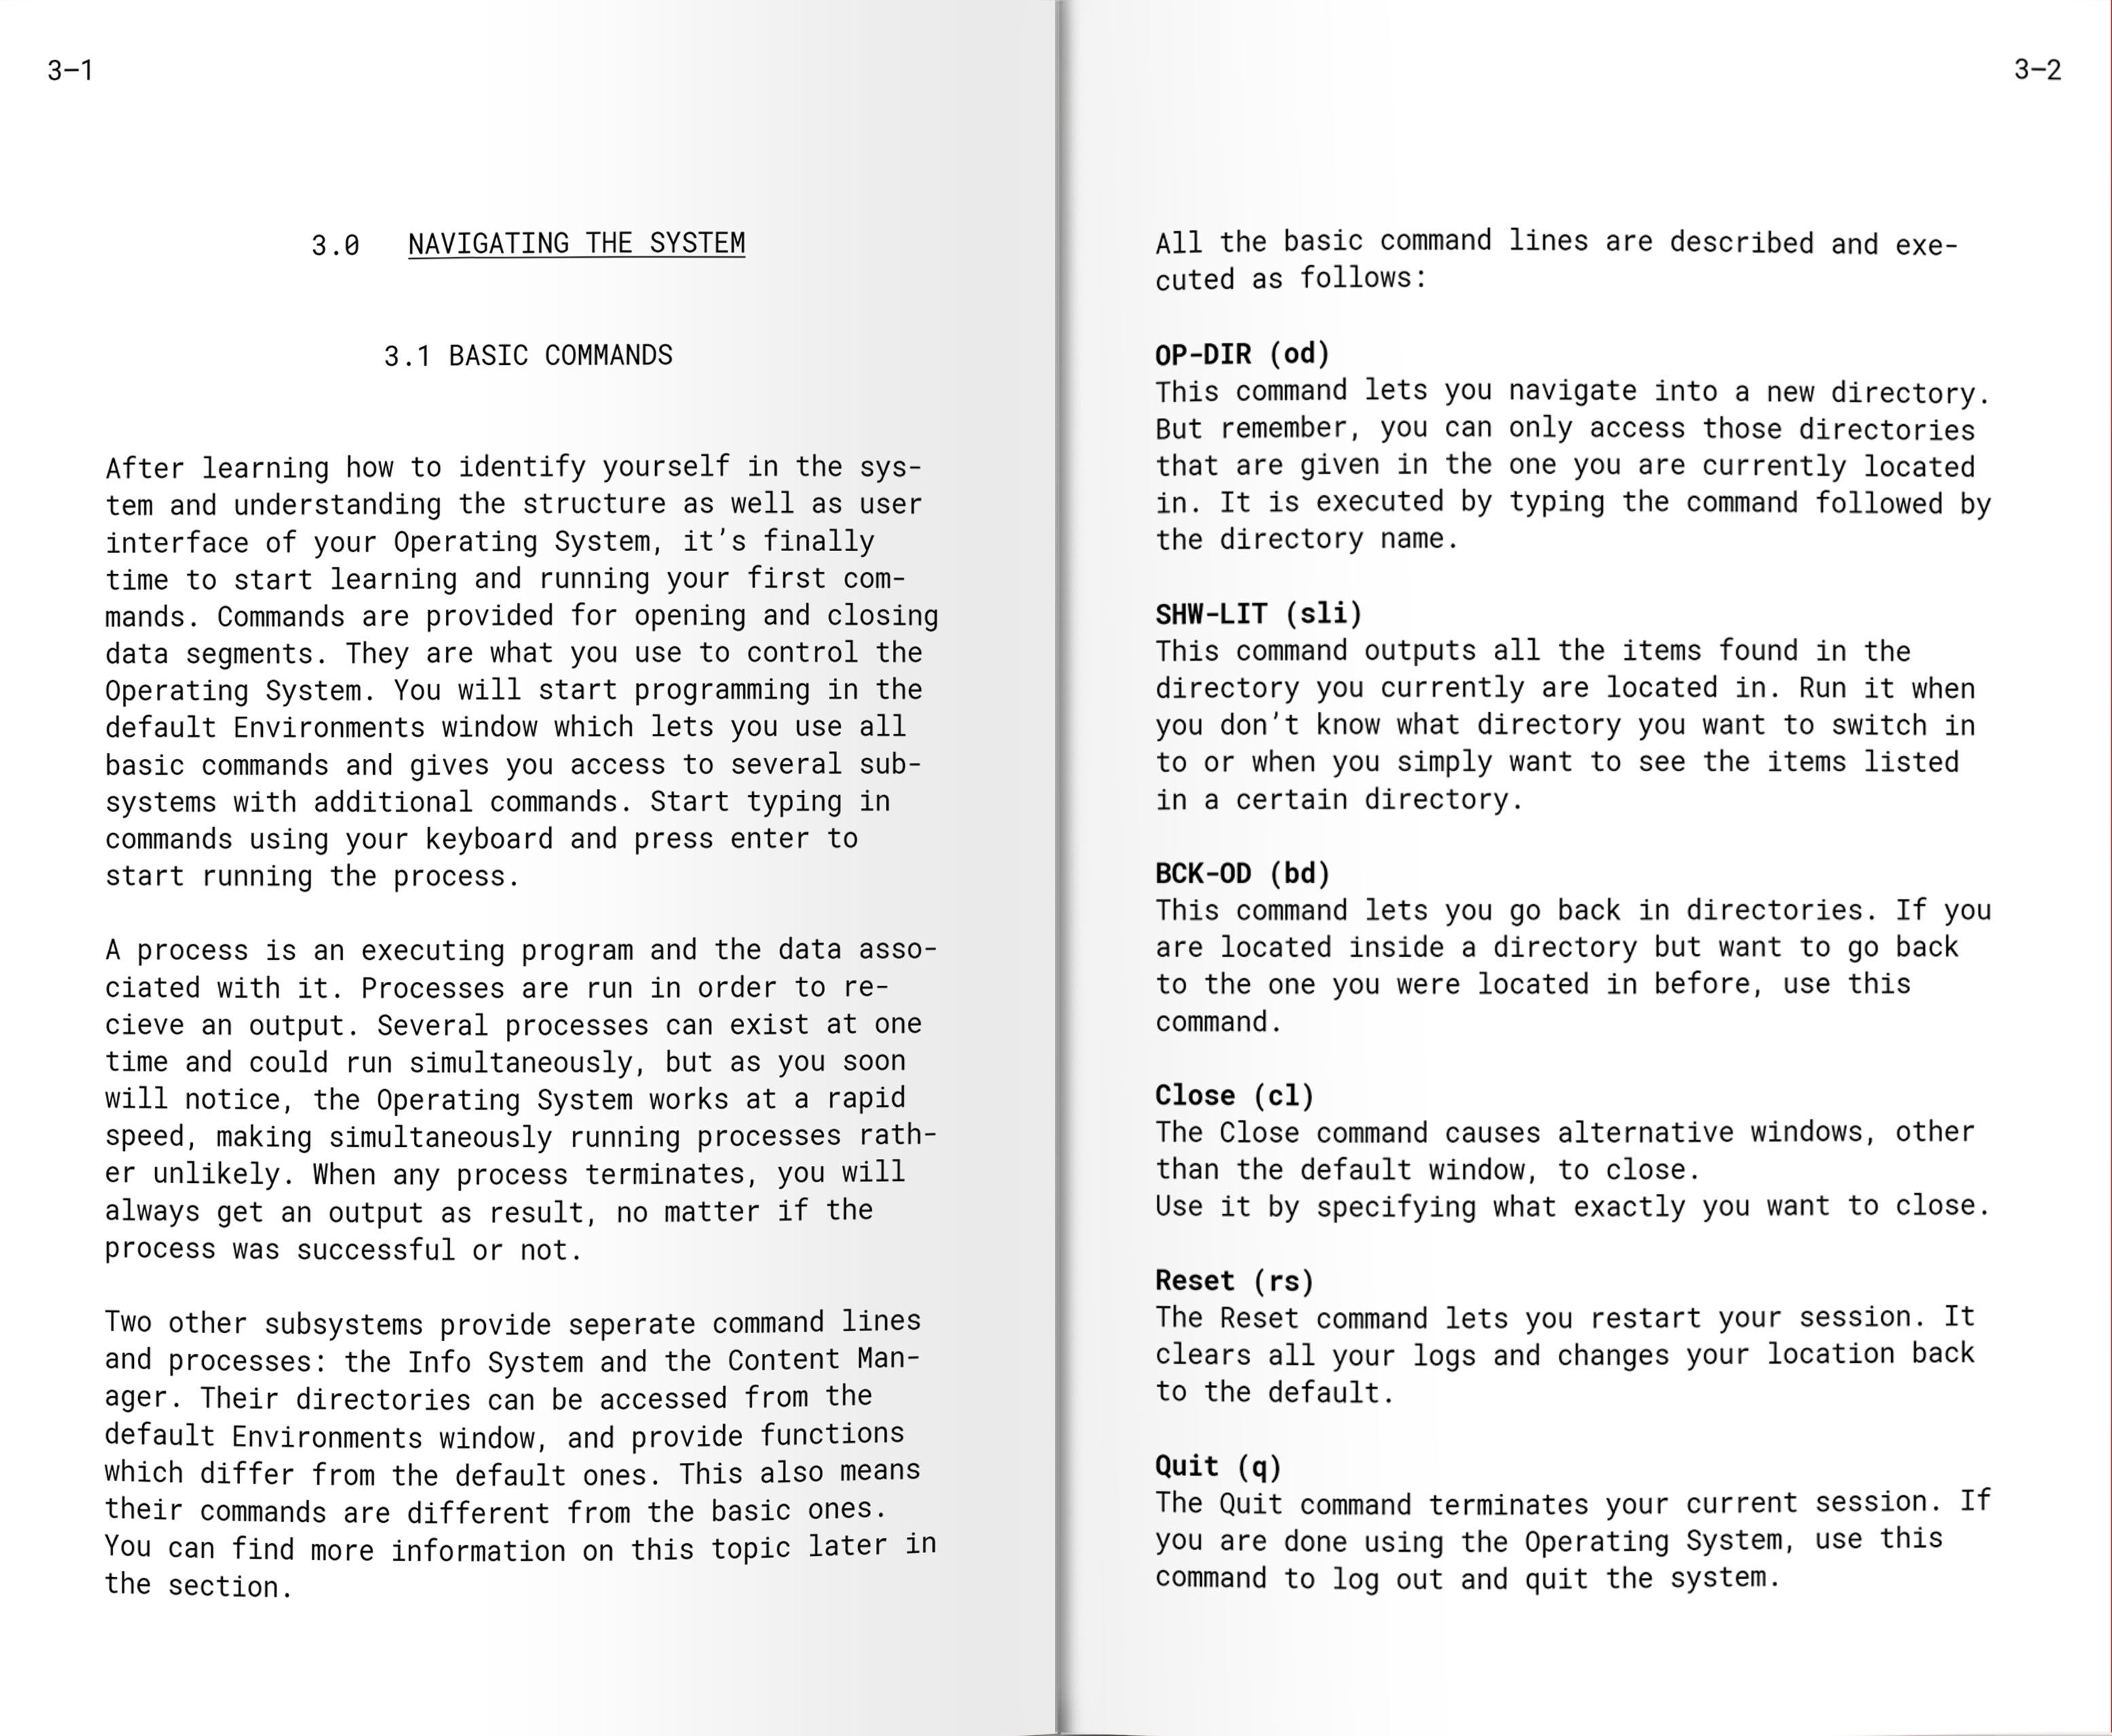 3–1
3.0 NAVIGATING THE SYSTEM
3.1 BASIC COMMANDS
After learning how to identify yourself in the sys-
tem and understanding the structure as well as user
interface of your Operating System, it's finally
time to start learning and running your first com-
mands. Commands are provided for opening and closing
data segments. They are what you use to control the
Operating System. You will start programming in the
default Environments window which lets you use all
basic commands and gives you access to several sub-
systems with additional commands. Start typing in
commands using your keyboard and press enter to
start running the process.
A process is an executing program and the data asso-
ciated with it. Processes are run in order to re-
cieve an output. Several processes can exist at one
time and could run simultaneously, but as you soon
will notice, the Operating System works at a rapid
speed, making simultaneously running processes rath-
er unlikely. When any process terminates, you will
always get an output as result, no matter if the
process was successful or not.
Two other subsystems provide seperate command lines
and processes: the Info System and the Content Man-
ager. Their directories can be accessed from the
default Environments window, and provide functions
which differ from the default ones. This also means
their commands are different from the basic ones.
You can find more information on this topic later in
the section.
3–2
All the basic command lines are described and exe-
cuted as follows:
OP-DIR (od)
This command lets you navigate into a new directory.
But remember, you can only access those directories
that are given in the one you are currently located
in. It is executed by typing the command followed by
the directory name.
SHW-LIT (sli)
This command outputs all the items found in the
directory you currently are located in. Run it when
you don't know what directory you want to switch in
to or when you simply want to see the items listed
in a certain directory.
BCK-OD (bd)
This command lets you go back in directories. If you
are located inside a directory but want to go back
to the one you were located in before, use this
command.
Close (cl)
The Close command causes alternative windows, other
than the default window, to close.
Use it by specifying what exactly you want to close.
Reset (rs)
The Reset command lets you restart your session. It
clears all your logs and changes your location back
to the default.
Quit (q)
The Quit command terminates your current session. If
you are done using the Operating System, use this
command to log out and quit the system.